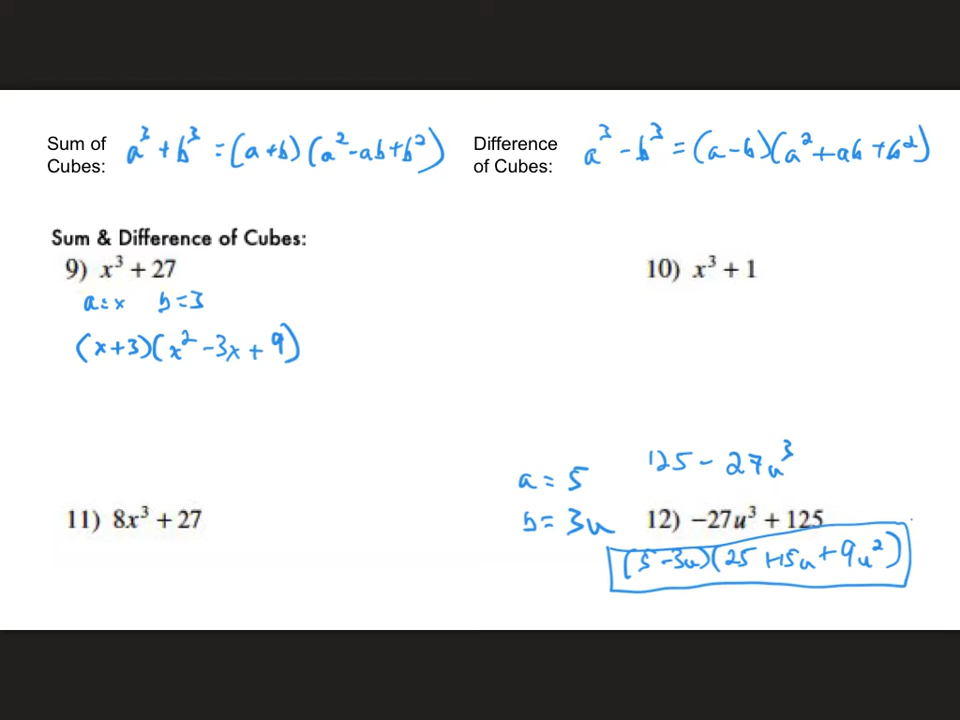 Sum of Cubes: a³ + b³ = (a+b)(a² - ab + b²)
Difference of Cubes: a³ - b³ = (a-b)(a² + ab + b²)
Sum & Difference of Cubes:
9) x³ + 27
a=x b=3
(x+3)(x² - 3x + 9)
10) x³ + 1
11) 8x³ + 27
125 - 27u³
a = 5
b = 3u
12) −27u³ + 125
(5 - 3u)(25 + 15u + 9u²)